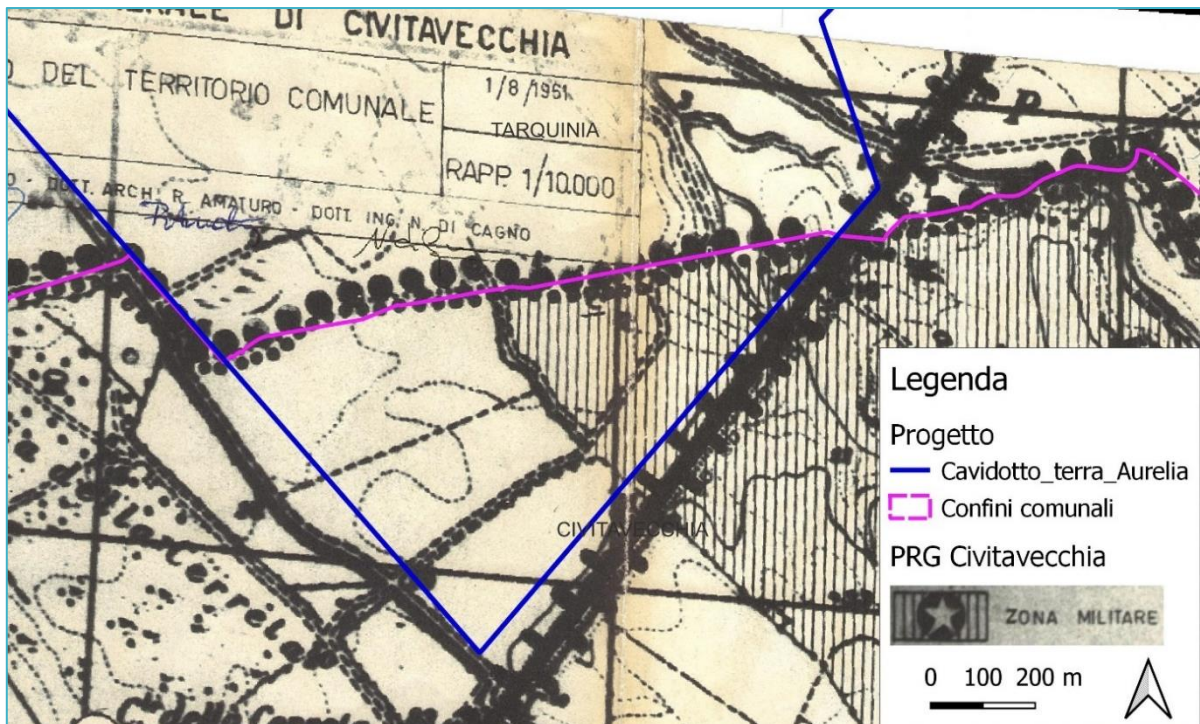 DI CIVITAVECCHIA
DEL TERRITORIO COMUNALE
1/8/1951
TARQUINIA
RAPP. 1/10.000
DOTT. ARCH. R. AMATURO - DOTT. ING. N. DI CAGNO
P
CIVITAVECCHIA
Legenda
Progetto
Cavidotto_terra_Aurelia
Confini comunali
PRG Civitavecchia
ZONA MILITARE
0 100 200 m